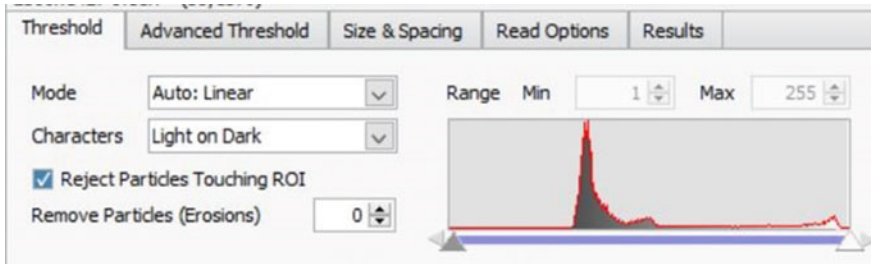 Threshold Advanced Threshold Size & Spacing Read Options Results
Mode Auto: Linear Range Min 1 Max 255
Characters Light on Dark
Reject Particles Touching ROI
Remove Particles (Erosions) 0